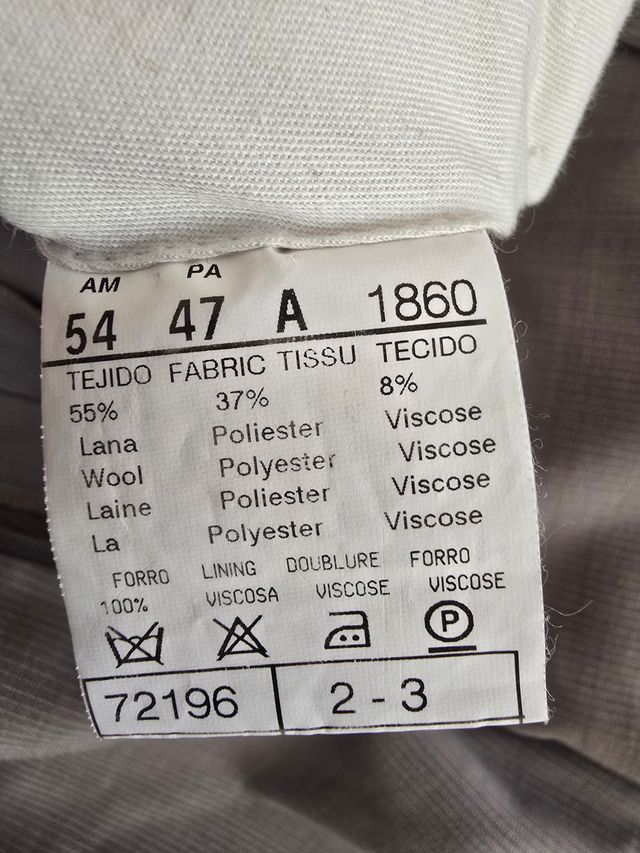 AM PA
54 47 A 1860
TEJIDO FABRIC TISSU TECIDO
55% 37% 8%
Lana Poliester Viscose
Wool Polyester Viscose
Laine Poliester Viscose
La Polyester Viscose
FORRO LINING DOUBLURE FORRO
100% VISCOSA VISCOSE VISCOSE
P
72196 2 - 3